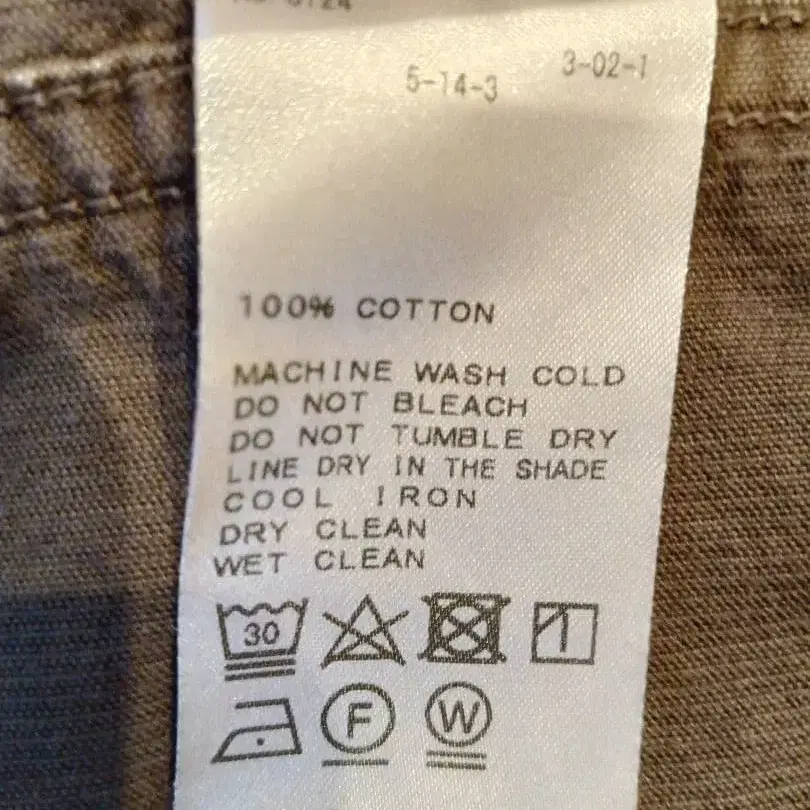 5-14-3 3-02-1
100% COTTON
MACHINE WASH COLD
DO NOT BLEACH
DO NOT TUMBLE DRY
LINE DRY IN THE SHADE
COOL IRON
DRY CLEAN
WET CLEAN
30
F W